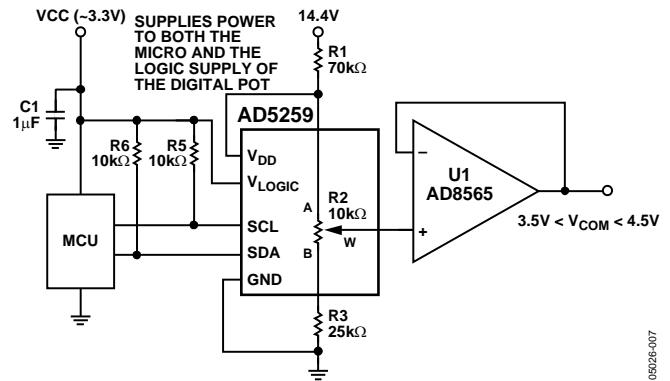 VCC (~3.3V)
SUPPLIES POWER
TO BOTH THE
MICRO AND THE
LOGIC SUPPLY OF
THE DIGITAL POT
14.4V
R1
70kΩ
C1
1μF
R6
10kΩ
R5
10kΩ
AD5259
VDD
VLOGIC
SCL
SDA
GND
MCU
A
R2
10kΩ
B
W
R3
25kΩ
–
+
U1
AD8565
3.5V < VCOM < 4.5V
05026-007